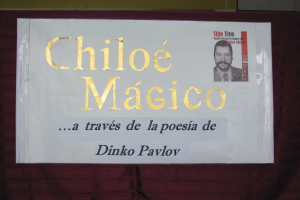 Chiloé
Mágico
...a través de la poesía de
Dinko Pavlov